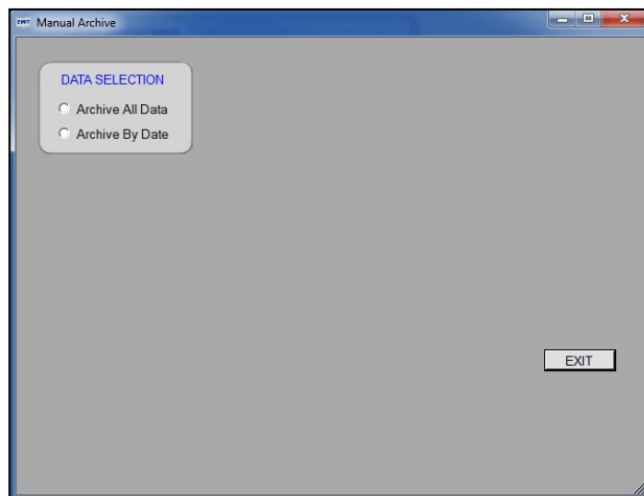 Manual Archive
DATA SELECTION
Archive All Data
Archive By Date
EXIT